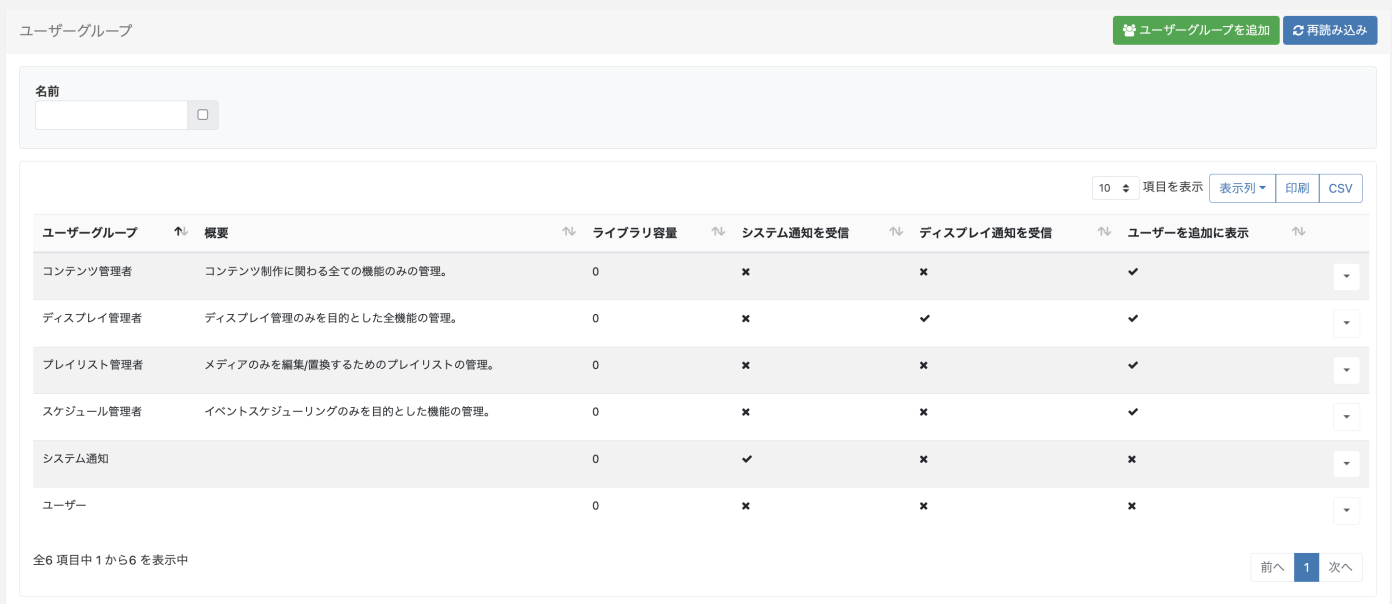 ユーザーグループ ユーザーグループを追加 再読み込み
名前
10 項目を表示 表示列 印刷 CSV
ユーザーグループ 概要 ライブラリ容量 システム通知を受信 ディスプレイ通知を受信 ユーザーを追加に表示
コンテンツ管理者 コンテンツ制作に関わる全ての機能のみの管理。 0
ディスプレイ管理者 ディスプレイ管理のみを目的とした全機能の管理。 0
プレイリスト管理者 メディアのみを編集/置換するためのプレイリストの管理。 0
スケジュール管理者 イベントスケジューリングのみを目的とした機能の管理。 0
システム通知 0
ユーザー 0
全6 項目中 1 から6 を表示中
前へ 1 次へ